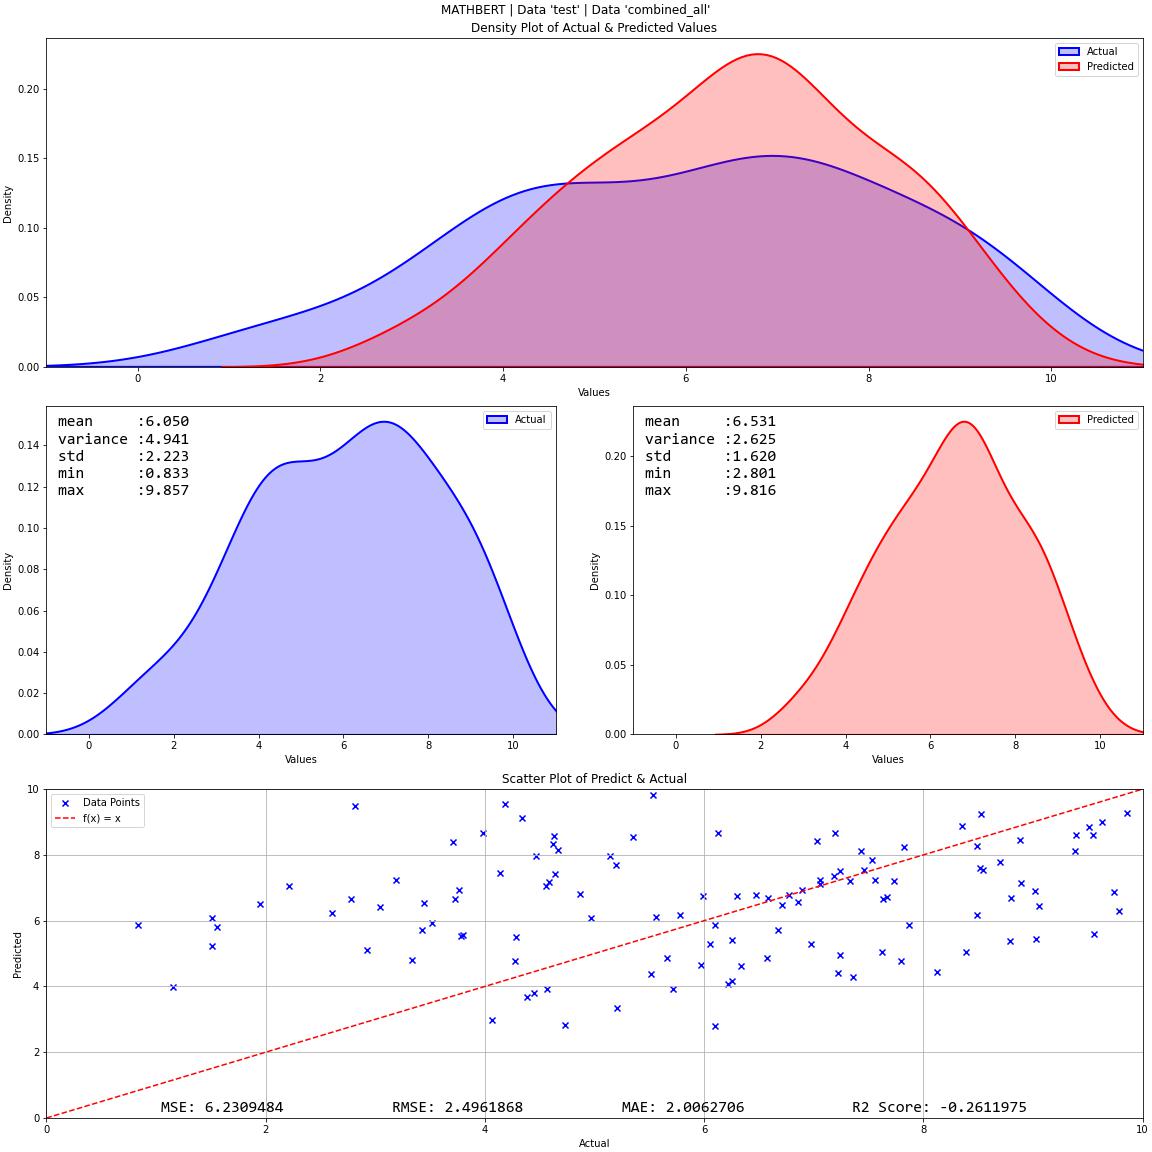 MATHBERT | Data 'test' | Data 'combined_all'
Density Plot of Actual & Predicted Values
Actual
Predicted
Density
0.20
0.15
0.10
0.05
0.00
0 2 4 6 8 10
Values
mean :6.050
variance :4.941
std :2.223
min :0.833
max :9.857
Actual
Density
0.14
0.12
0.10
0.08
0.06
0.04
0.02
0.00
0 2 4 6 8 10
Values
mean :6.531
variance :2.625
std :1.620
min :2.801
max :9.816
Predicted
Density
0.20
0.15
0.10
0.05
0.00
0 2 4 6 8 10
Values
Scatter Plot of Predict & Actual
Data Points
f(x) = x
Predicted
10
8
6
4
2
0
MSE: 6.2309484 RMSE: 2.4961868 MAE: 2.0062706 R2 Score: -0.2611975
0 2 4 6 8 10
Actual